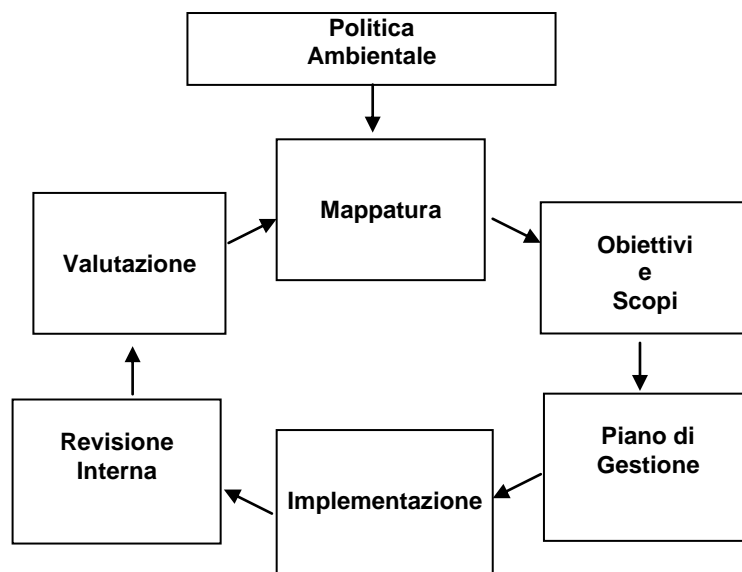 Politica
Ambientale
Mappatura
Obiettivi
e
Scopi
Piano di
Gestione
Implementazione
Revisione
Interna
Valutazione